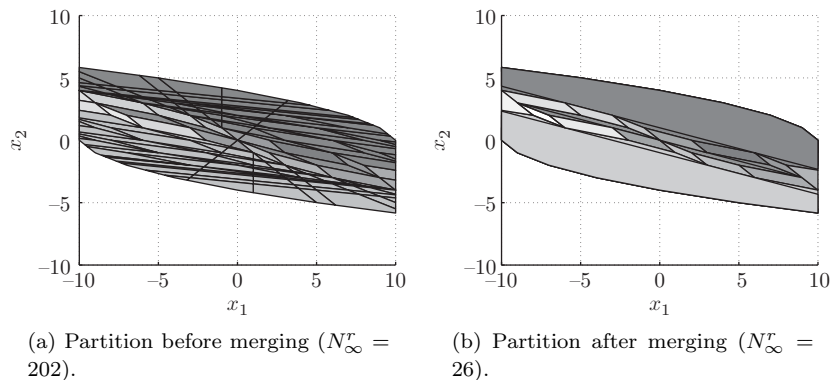 10
5
0
−5
−10
−10 −5 0 5 10
x₂
x₁
(a) Partition before merging (N^r_∞ =
202).
10
5
0
−5
−10
−10 −5 0 5 10
x₂
x₁
(b) Partition after merging (N^r_∞ =
26).